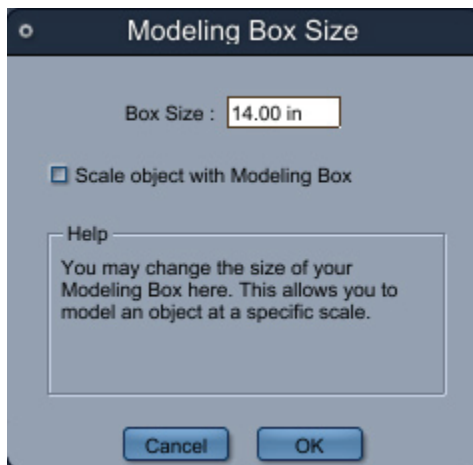 Modeling Box Size
Box Size : 14.00 in
Scale object with Modeling Box
Help
You may change the size of your
Modeling Box here. This allows you to
model an object at a specific scale.
Cancel OK